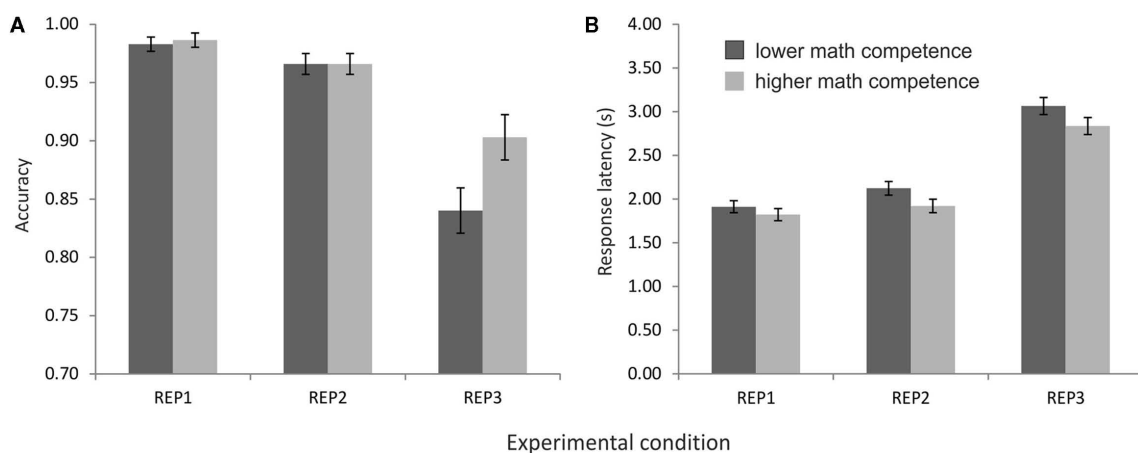 A
Accuracy
1.00
0.95
0.90
0.85
0.80
0.75
0.70
REP1 REP2 REP3
B
Response latency (s)
4.00
3.50
3.00
2.50
2.00
1.50
1.00
0.50
0.00
lower math competence
higher math competence
REP1 REP2 REP3
Experimental condition